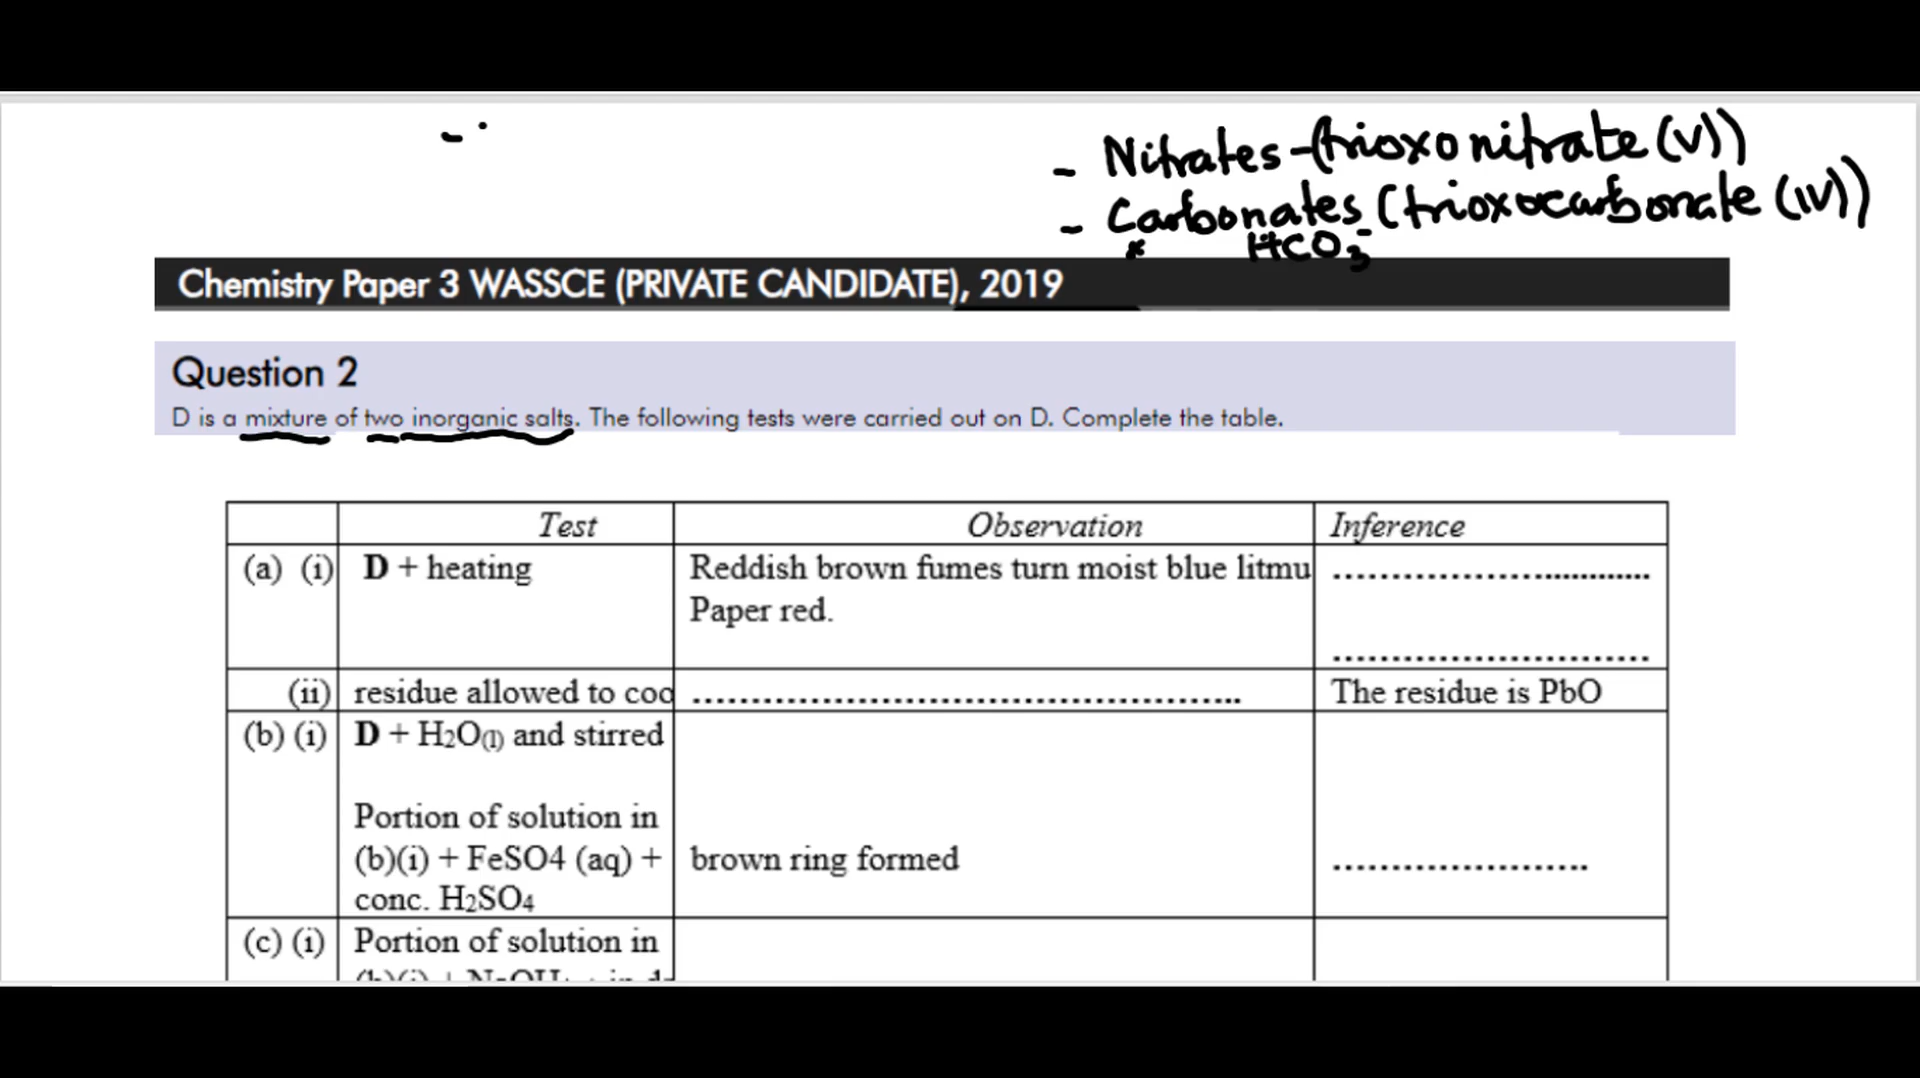 - Nitrates - (trioxonitrate (V))
- Carbonates (trioxocarbonate (IV))
HCO3-
Chemistry Paper 3 WASSCE (PRIVATE CANDIDATE), 2019
Question 2
D is a mixture of two inorganic salts. The following tests were carried out on D. Complete the table.
Test Observation Inference
(a) (i) D + heating Reddish brown fumes turn moist blue litmu ..............................
Paper red.
...........................
(ii) residue allowed to coo ............................................... The residue is PbO
(b) (i) D + H2O(l) and stirred
Portion of solution in
(b)(i) + FeSO4 (aq) + brown ring formed ......................
conc. H2SO4
(c) (i) Portion of solution in